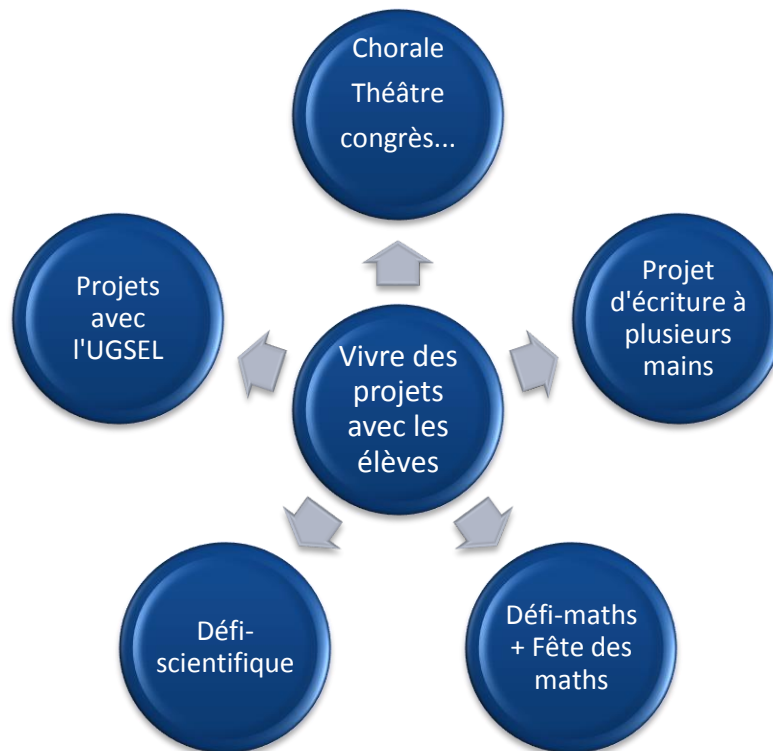 Chorale
Théâtre
congrès...
Projets
avec
l'UGSEL
Projet
d'écriture à
plusieurs
mains
Vivre des
projets
avec les
élèves
Défi-
scientifique
Défi-maths
+ Fête des
maths